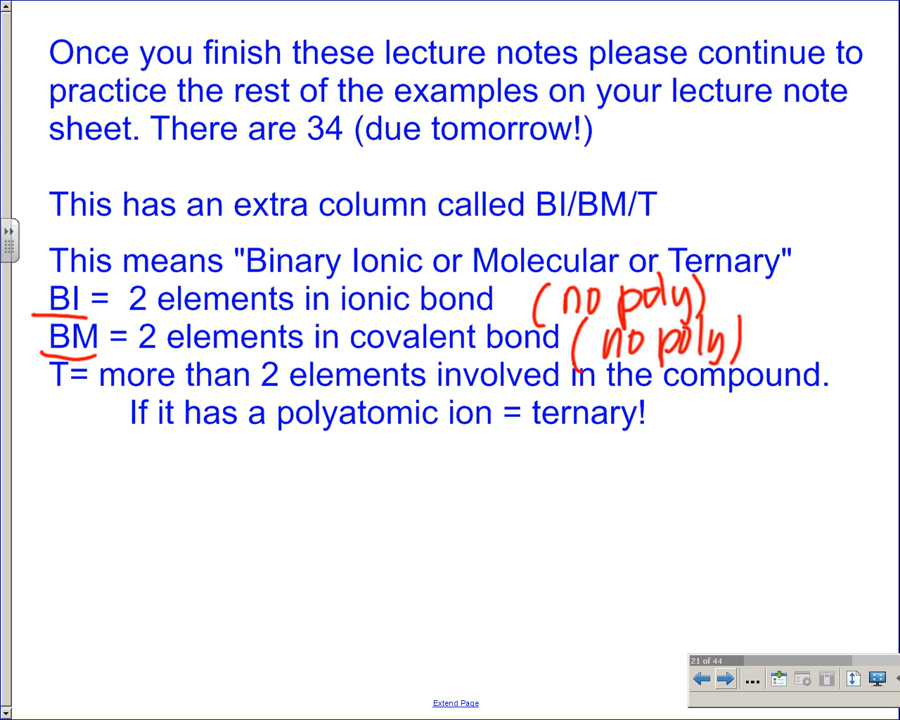 Once you finish these lecture notes please continue to
practice the rest of the examples on your lecture note
sheet. There are 34 (due tomorrow!)
This has an extra column called BI/BM/T
This means "Binary Ionic or Molecular or Ternary"
BI = 2 elements in ionic bond (no poly)
BM = 2 elements in covalent bond (no poly)
T= more than 2 elements involved in the compound.
If it has a polyatomic ion = ternary!
21 of 44
Extend Page